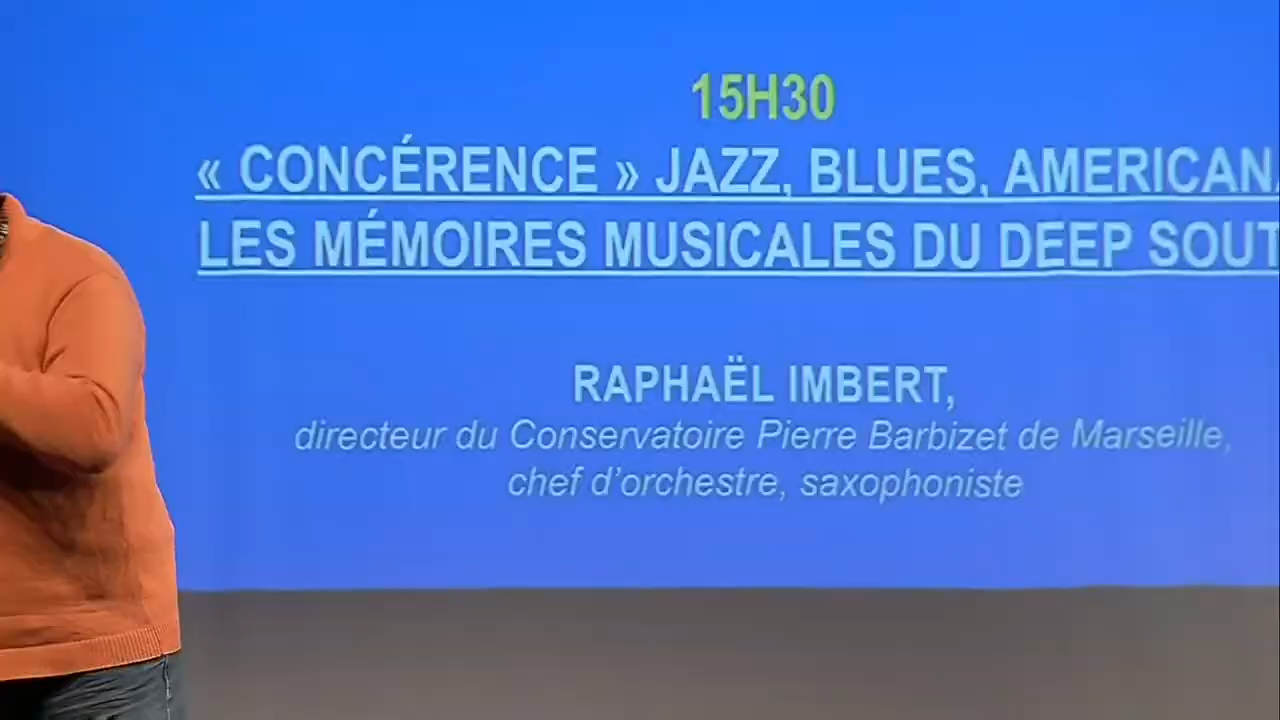 15H30
« CONCÉRENCE » JAZZ, BLUES, AMERICAN
LES MÉMOIRES MUSICALES DU DEEP SOUT
RAPHAËL IMBERT,
directeur du Conservatoire Pierre Barbizet de Marseille,
chef d’orchestre, saxophoniste